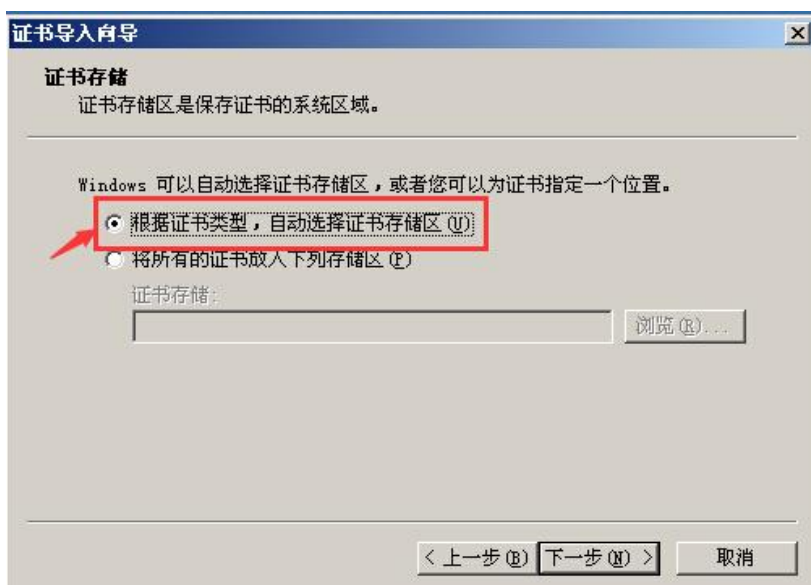 证书导入向导
证书存储
证书存储区是保存证书的系统区域。
Windows 可以自动选择证书存储区，或者您可以为证书指定一个位置。
根据证书类型，自动选择证书存储区(U)
将所有的证书放入下列存储区(P)
证书存储:
浏览(R)...
< 上一步(B) 下一步(N) > 取消